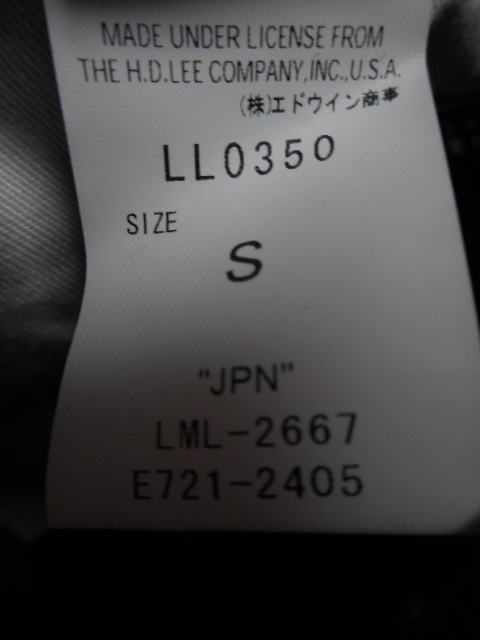 MADE UNDER LICENSE FROM
THE H.D.LEE COMPANY,INC.,U.S.A.
(株)エドウイン商事
LL0350
SIZE
S
"JPN"
LML-2667
E721-2405